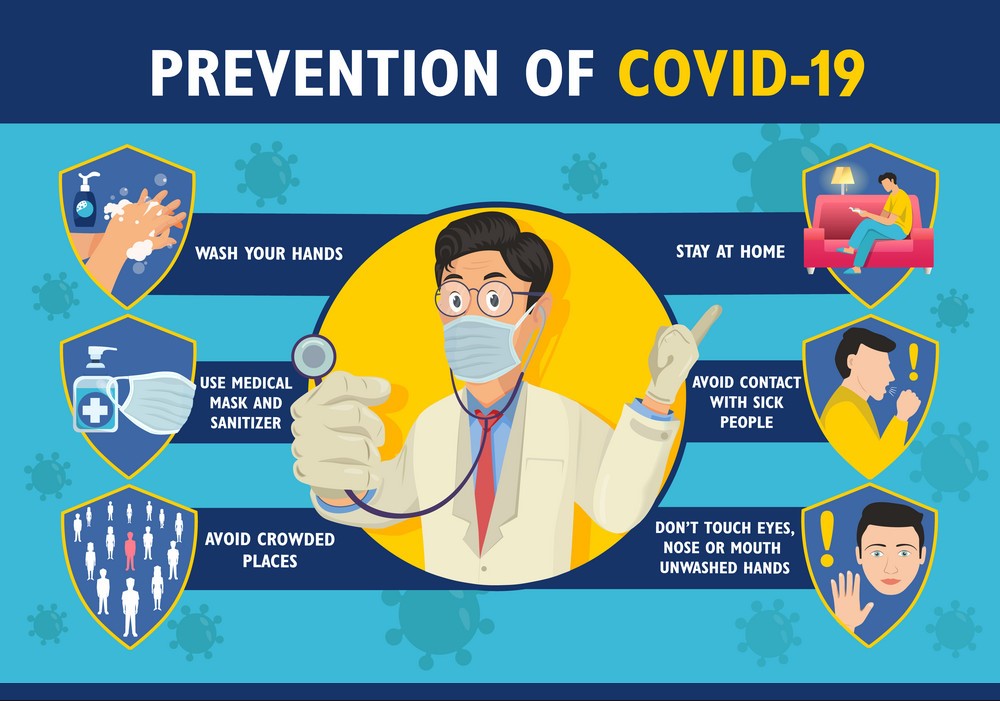 PREVENTION OF COVID-19
WASH YOUR HANDS
USE MEDICAL
MASK AND
SANITIZER
AVOID CROWDED
PLACES
STAY AT HOME
AVOID CONTACT
WITH SICK
PEOPLE
DON'T TOUCH EYES,
NOSE OR MOUTH
UNWASHED HANDS